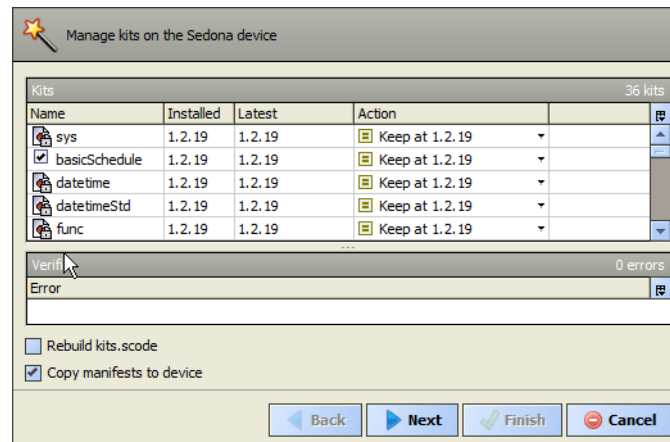 Manage kits on the Sedona device
Kits 36 kits
Name Installed Latest Action
sys 1.2.19 1.2.19 Keep at 1.2.19
basicSchedule 1.2.19 1.2.19 Keep at 1.2.19
datetime 1.2.19 1.2.19 Keep at 1.2.19
datetimeStd 1.2.19 1.2.19 Keep at 1.2.19
func 1.2.19 1.2.19 Keep at 1.2.19
0 errors
Error
Rebuild kits.scode
Copy manifests to device
Back Next Finish Cancel